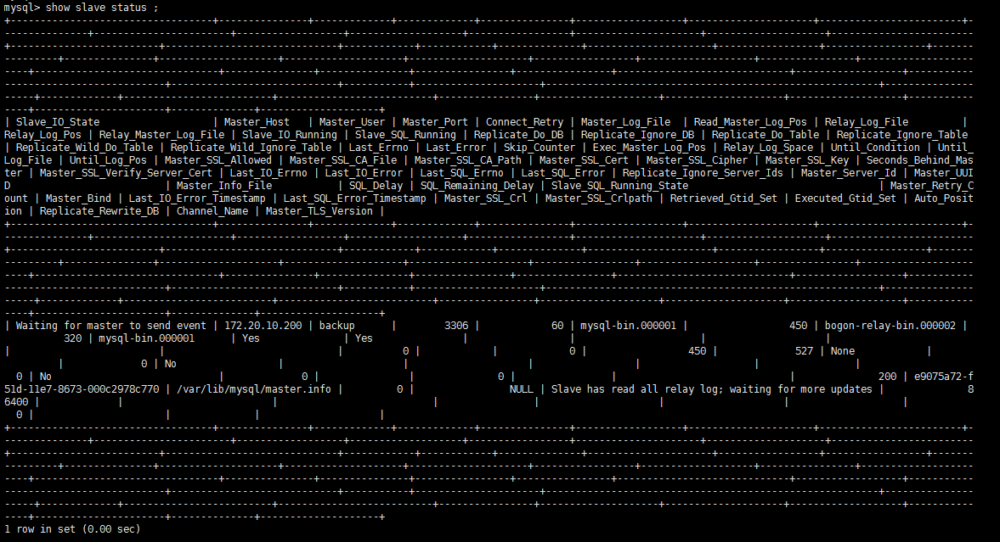 mysql> show slave status ;
+--------------------------------+---------------+-------------+-------------+---------------+------------------+---------------------+-------------------------+-
--------------+-----------------------+------------------+-------------------+-----------------+---------------------+--------------------+------------------------
+-------------------------+-----------------------------+------------+------------+--------------+---------------------+-----------------+-----------------+-------
---------+---------------+--------------------+--------------------+--------------------+-----------------+-------------------+----------------+-------------------
----+-------------------------------+---------------+---------------+----------------+----------------+-----------------------------+------------------+-----------
---------------------------+----------------------------+---------+---------------------+--------------------------------------------------------+---------------
-----+-------------+-------------------------+--------------------------+----------------+--------------------+--------------------+-------------------+-----------
----+----------------------+--------------+--------------------+
| Slave_IO_State | Master_Host | Master_User | Master_Port | Connect_Retry | Master_Log_File | Read_Master_Log_Pos | Relay_Log_File |
Relay_Log_Pos | Relay_Master_Log_File | Slave_IO_Running | Slave_SQL_Running | Replicate_Do_DB | Replicate_Ignore_DB | Replicate_Do_Table | Replicate_Ignore_Table
| Replicate_Wild_Do_Table | Replicate_Wild_Ignore_Table | Last_Errno | Last_Error | Skip_Counter | Exec_Master_Log_Pos | Relay_Log_Space | Until_Condition | Until_
Log_File | Until_Log_Pos | Master_SSL_Allowed | Master_SSL_CA_File | Master_SSL_CA_Path | Master_SSL_Cert | Master_SSL_Cipher | Master_SSL_Key | Seconds_Behind_Mas
ter | Master_SSL_Verify_Server_Cert | Last_IO_Errno | Last_IO_Error | Last_SQL_Errno | Last_SQL_Error | Replicate_Ignore_Server_Ids | Master_Server_Id | Master_UUI
D | Master_Info_File | SQL_Delay | SQL_Remaining_Delay | Slave_SQL_Running_State | Master_Retry_C
ount | Master_Bind | Last_IO_Error_Timestamp | Last_SQL_Error_Timestamp | Master_SSL_Crl | Master_SSL_Crlpath | Retrieved_Gtid_Set | Executed_Gtid_Set | Auto_Posit
ion | Replicate_Rewrite_DB | Channel_Name | Master_TLS_Version |
| Waiting for master to send event | 172.20.10.200 | backup | 3306 | 60 | mysql-bin.000001 | 450 | bogon-relay-bin.000002 |
320 | mysql-bin.000001 | Yes | Yes | | | |
| | | 0 | | 0 | 450 | 527 | None |
| 0 | No | | | | | |
0 | No | 0 | | 0 | | | 200 | e9075a72-f
51d-11e7-8673-000c2978c770 | /var/lib/mysql/master.info | 0 | NULL | Slave has read all relay log; waiting for more updates | 8
6400 | | | | | | | |
0 | | | |
1 row in set (0.00 sec)